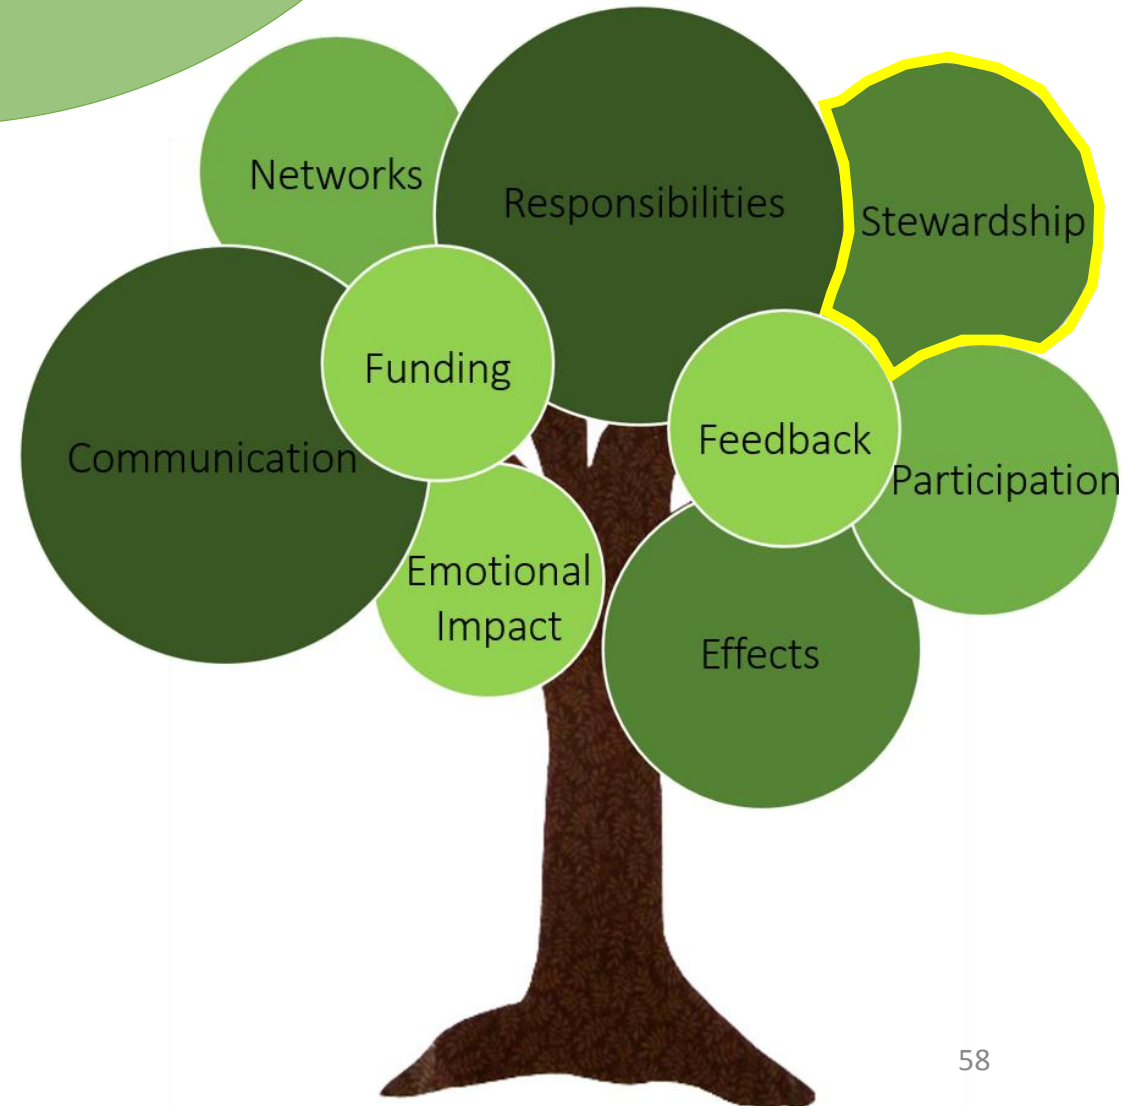 Networks
Responsibilities
Stewardship
Funding
Communication
Feedback
Participation
Emotional
Impact
Effects
58